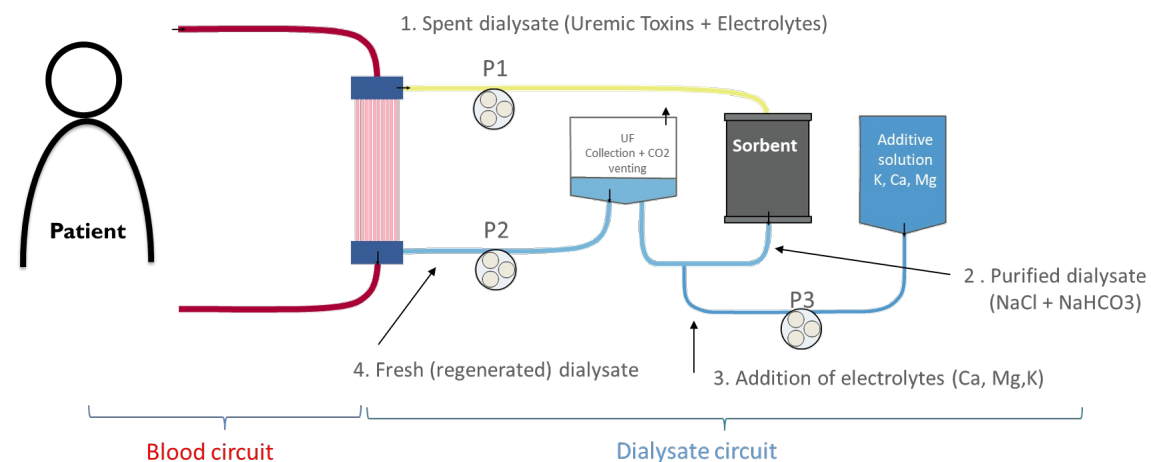 1. Spent dialysate (Uremic Toxins + Electrolytes)
P1
UF
Collection + CO2
venting
Sorbent
Additive
solution
K, Ca, Mg
Patient
P2
2 . Purified dialysate
(NaCl + NaHCO3)
P3
4. Fresh (regenerated) dialysate
3. Addition of electrolytes (Ca, Mg,K)
Blood circuit
Dialysate circuit